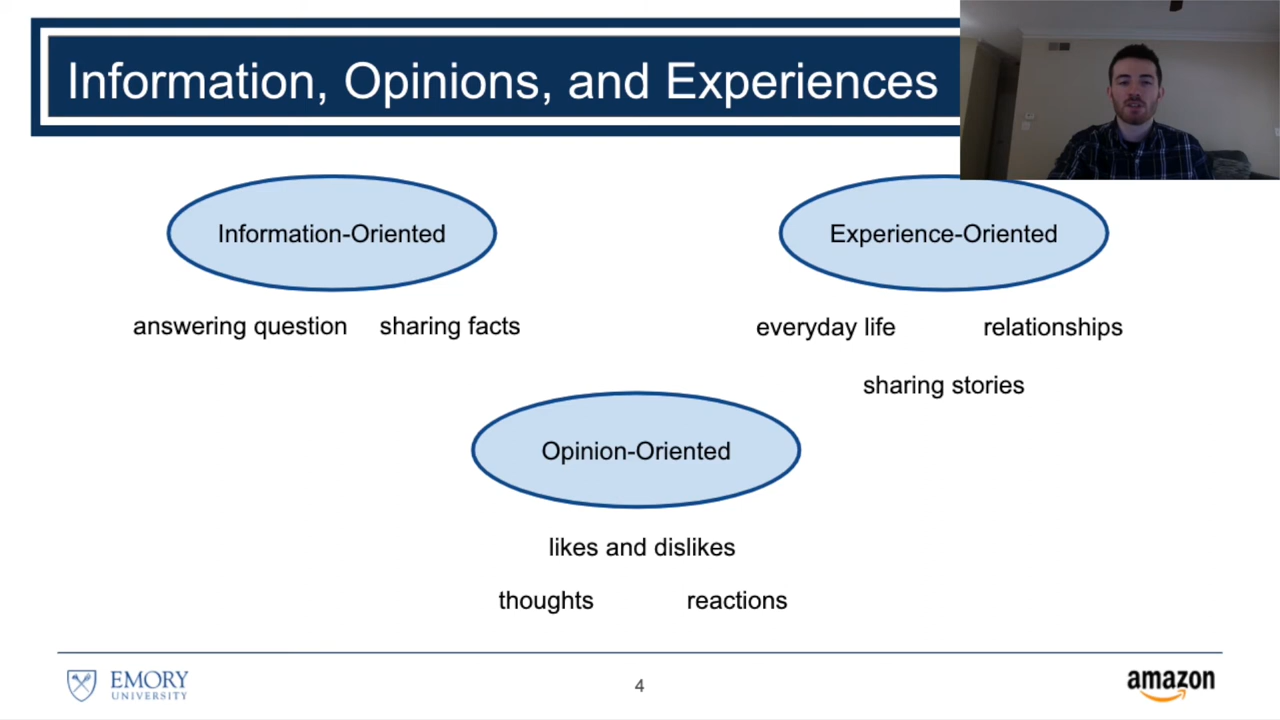 Information, Opinions, and Experiences
Information-Oriented
Experience-Oriented
answering question
sharing facts
everyday life
relationships
sharing stories
Opinion-Oriented
likes and dislikes
thoughts
reactions
EMORY
UNIVERSITY
4
amazon